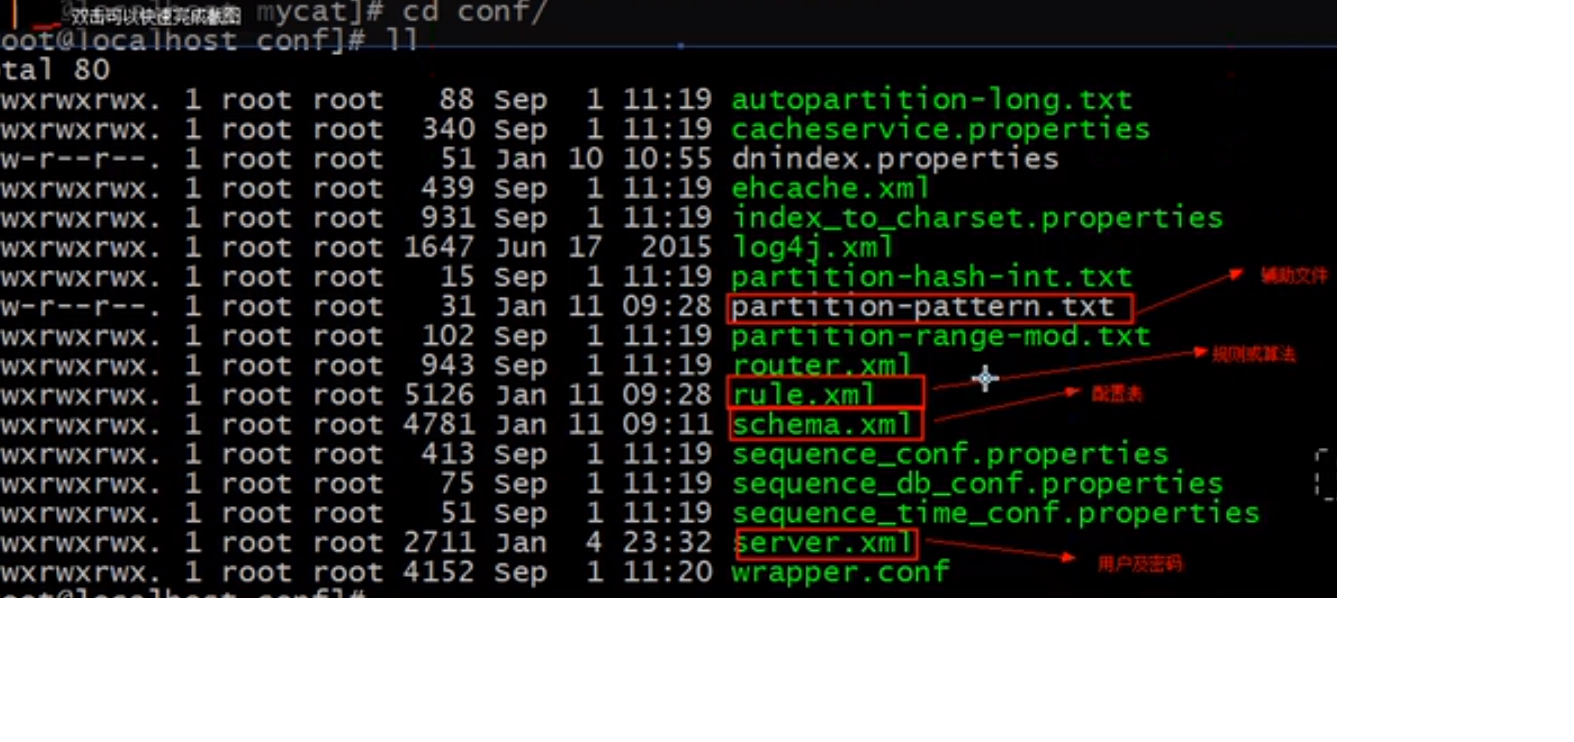 双击可以快速完成截图 mycat]# cd conf/
oot@localhost conf]# ll
tal 80
wxrwxrwx. 1 root root 88 Sep 1 11:19 autopartition-long.txt
wxrwxrwx. 1 root root 340 Sep 1 11:19 cacheservice.properties
w-r--r--. 1 root root 51 Jan 10 10:55 dnindex.properties
wxrwxrwx. 1 root root 439 Sep 1 11:19 ehcache.xml
wxrwxrwx. 1 root root 931 Sep 1 11:19 index_to_charset.properties
wxrwxrwx. 1 root root 1647 Jun 17 2015 log4j.xml
wxrwxrwx. 1 root root 15 Sep 1 11:19 partition-hash-int.txt 辅助文件
w-r--r--. 1 root root 31 Jan 11 09:28 partition-pattern.txt
wxrwxrwx. 1 root root 102 Sep 1 11:19 partition-range-mod.txt
wxrwxrwx. 1 root root 943 Sep 1 11:19 router.xml 规则或算法
wxrwxrwx. 1 root root 5126 Jan 11 09:28 rule.xml 配置表
wxrwxrwx. 1 root root 4781 Jan 11 09:11 schema.xml
wxrwxrwx. 1 root root 413 Sep 1 11:19 sequence_conf.properties
wxrwxrwx. 1 root root 75 Sep 1 11:19 sequence_db_conf.properties
wxrwxrwx. 1 root root 51 Sep 1 11:19 sequence_time_conf.properties
wxrwxrwx. 1 root root 2711 Jan 4 23:32 server.xml 用户及密码
wxrwxrwx. 1 root root 4152 Sep 1 11:20 wrapper.conf
oot@localhost conf]#